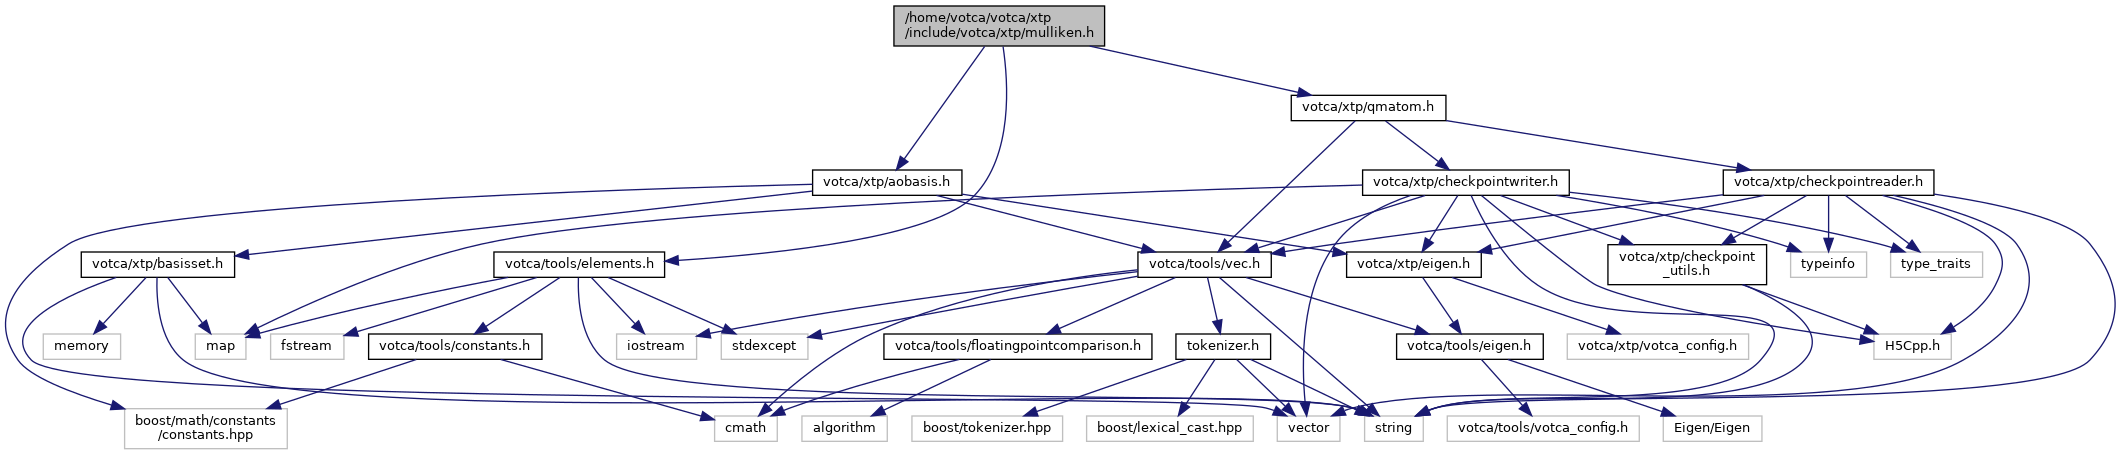 /home/votca/votca/xtp
/include/votca/xtp/mulliken.h
votca/xtp/qmatom.h
votca/xtp/aobasis.h
votca/xtp/checkpointwriter.h
votca/xtp/checkpointreader.h
votca/xtp/basisset.h
votca/tools/elements.h
votca/tools/vec.h
votca/xtp/eigen.h
votca/xtp/checkpoint
_utils.h
typeinfo
type_traits
memory
map
fstream
votca/tools/constants.h
iostream
stdexcept
votca/tools/floatingpointcomparison.h
tokenizer.h
votca/tools/eigen.h
votca/xtp/votca_config.h
H5Cpp.h
boost/math/constants
/constants.hpp
cmath
algorithm
boost/tokenizer.hpp
boost/lexical_cast.hpp
vector
string
votca/tools/votca_config.h
Eigen/Eigen